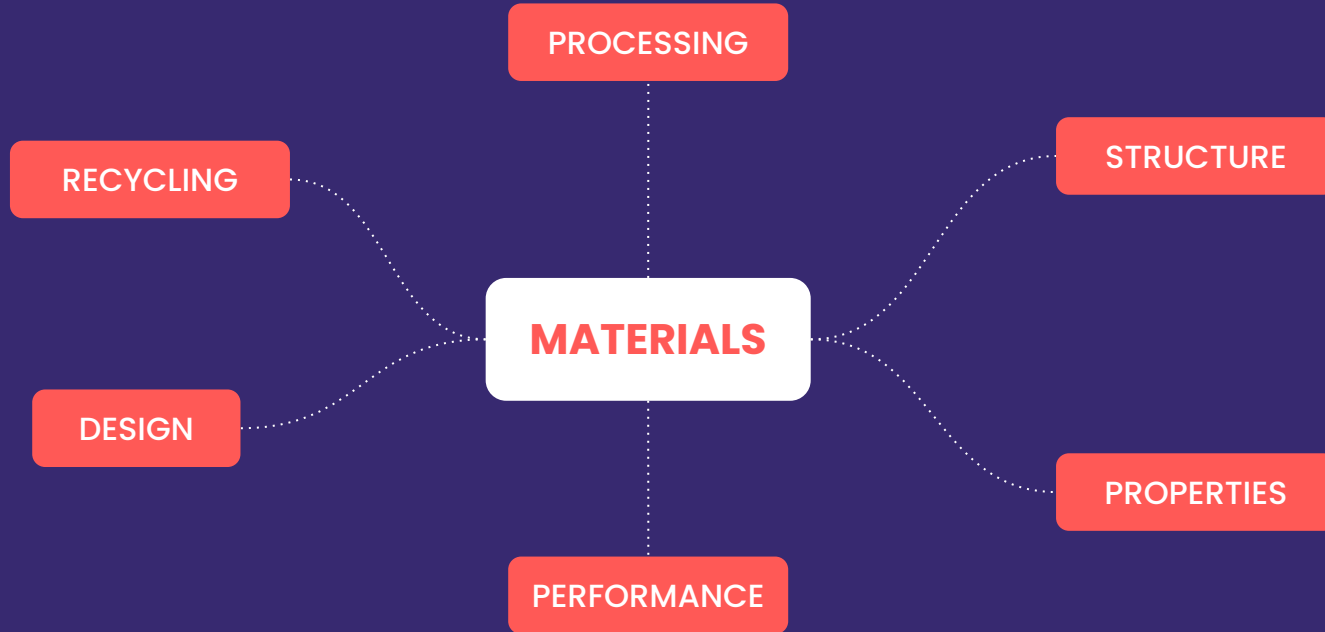 PROCESSING
STRUCTURE
RECYCLING
MATERIALS
DESIGN
PROPERTIES
PERFORMANCE